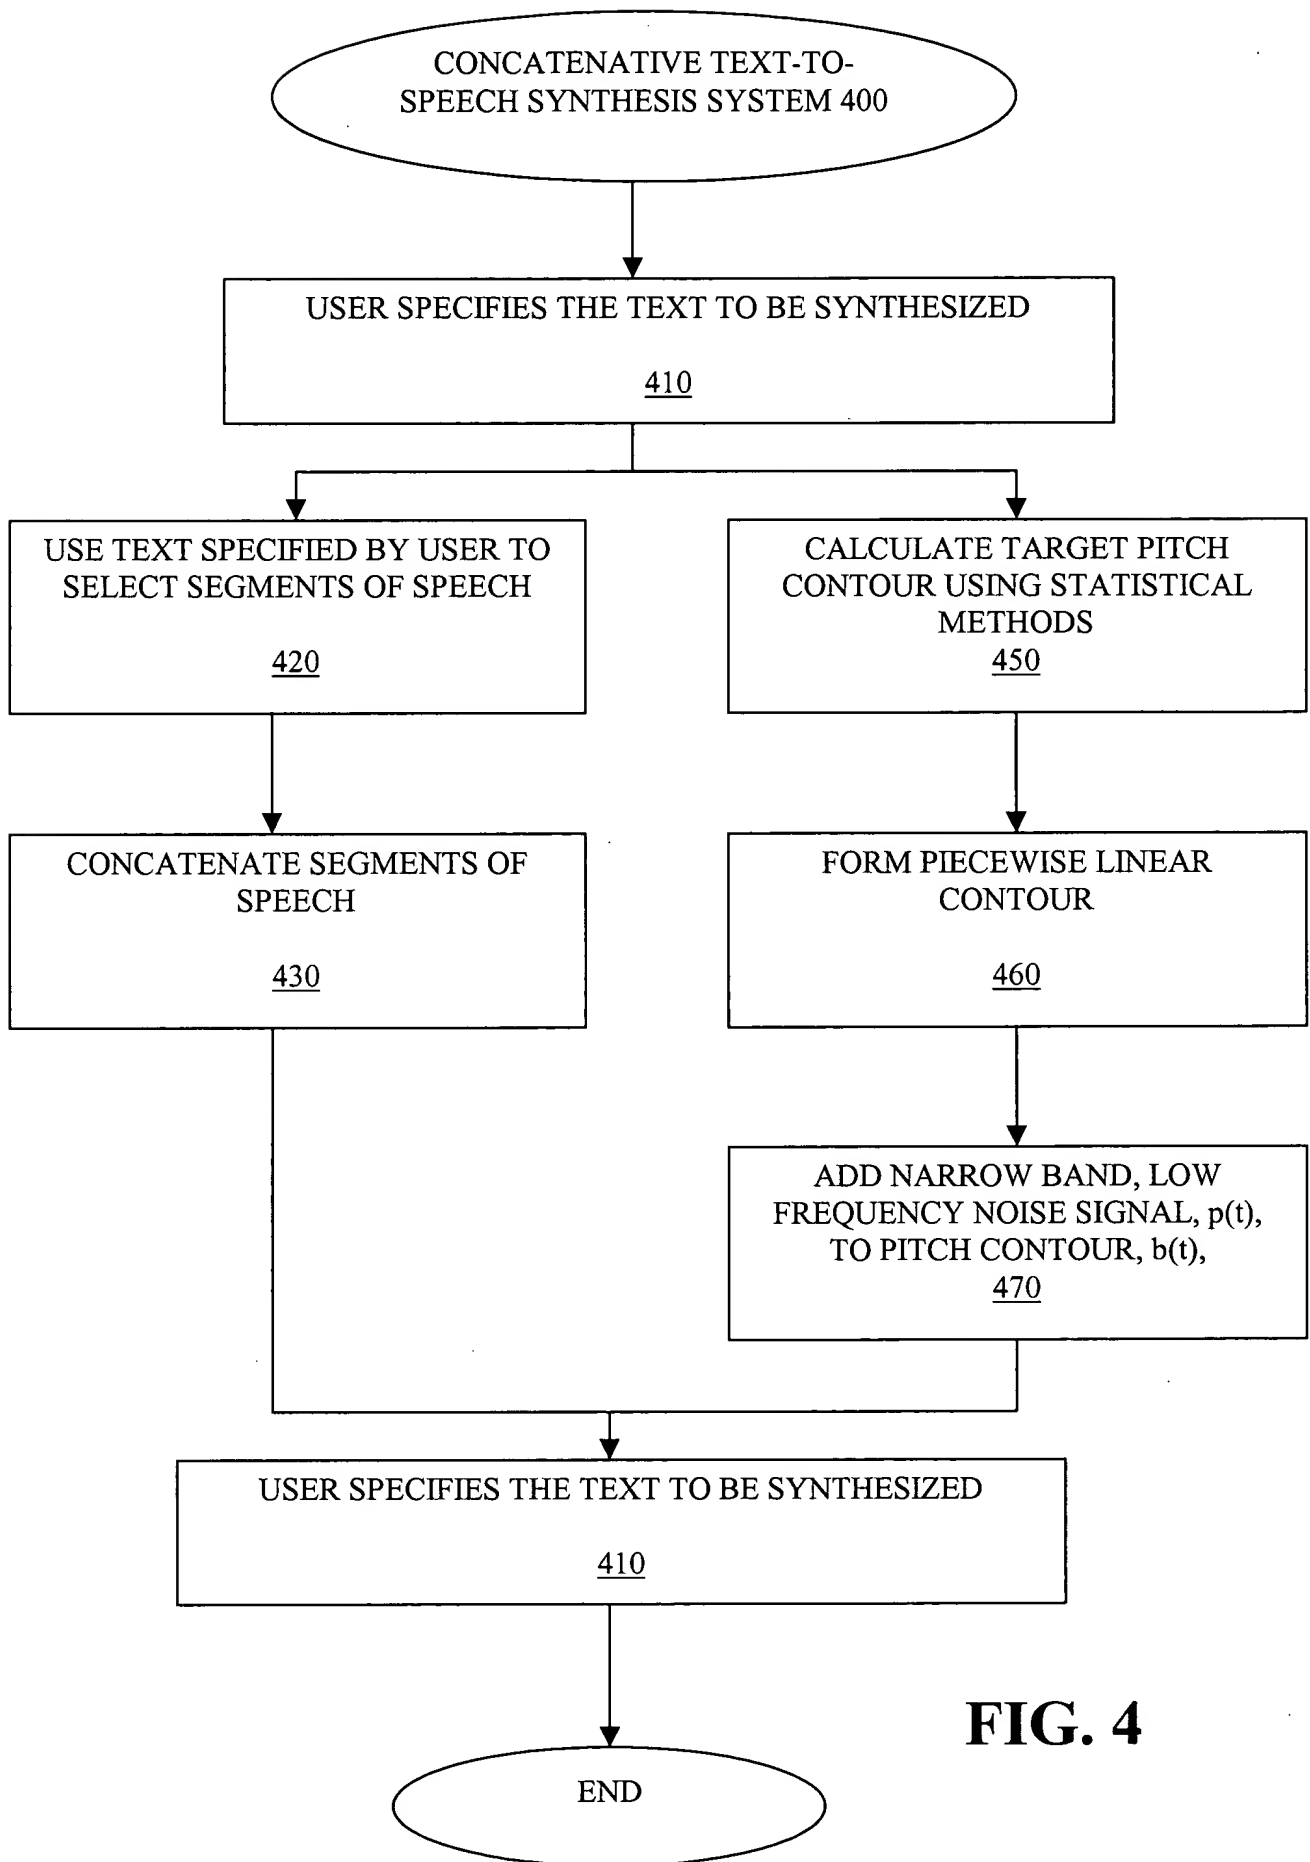 CONCATENATIVE TEXT-TO-
SPEECH SYNTHESIS SYSTEM 400
USER SPECIFIES THE TEXT TO BE SYNTHESIZED
410
USE TEXT SPECIFIED BY USER TO
SELECT SEGMENTS OF SPEECH
420
CALCULATE TARGET PITCH
CONTOUR USING STATISTICAL
METHODS
450
CONCATENATE SEGMENTS OF
SPEECH
430
FORM PIECEWISE LINEAR
CONTOUR
460
ADD NARROW BAND, LOW
FREQUENCY NOISE SIGNAL, p(t),
TO PITCH CONTOUR, b(t),
470
USER SPECIFIES THE TEXT TO BE SYNTHESIZED
410
FIG. 4
END